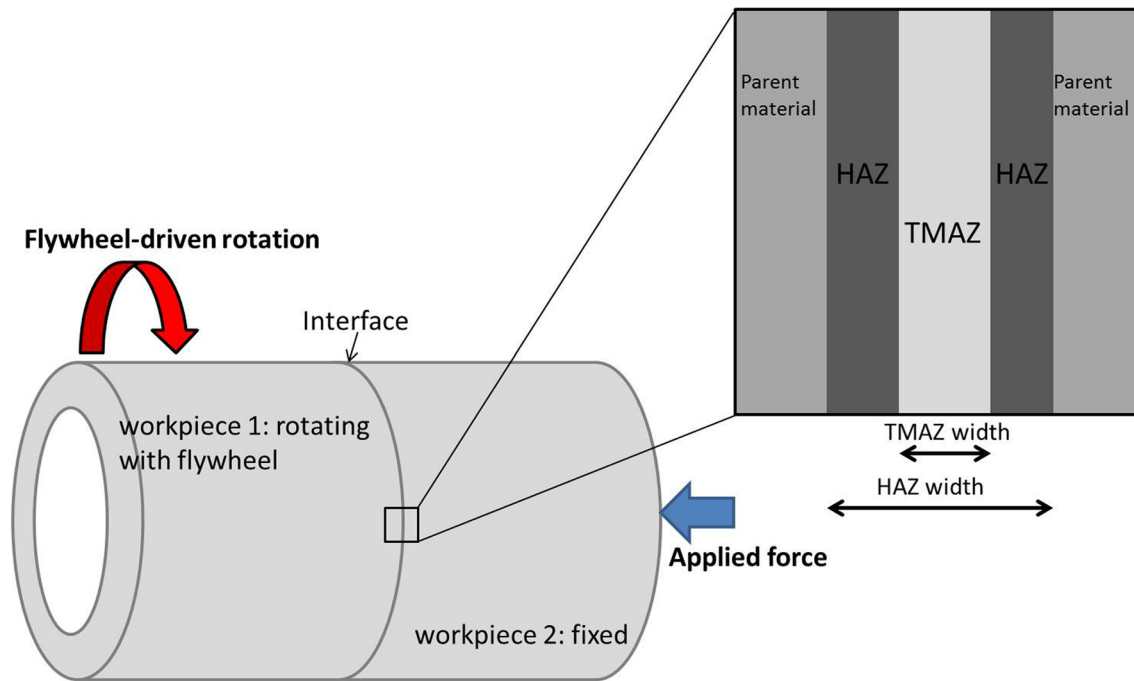 Parent
material
Parent
material
HAZ
HAZ
TMAZ
Flywheel-driven rotation
Interface
workpiece 1: rotating
with flywheel
TMAZ width
HAZ width
Applied force
workpiece 2: fixed